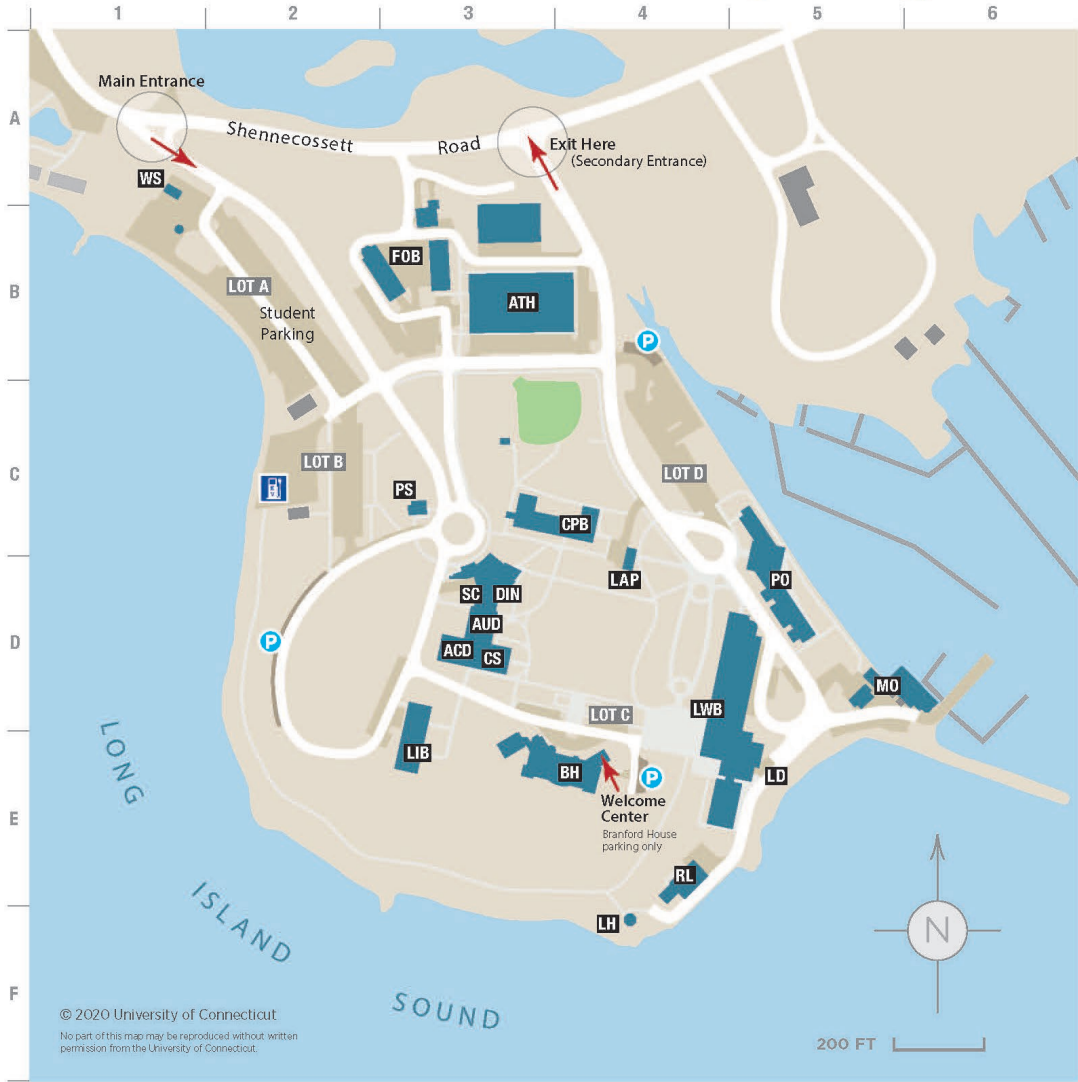 1 2 3 4 5 6
A
B
C
D
E
F
Main Entrance
Shennecossett Road
Exit Here
(Secondary Entrance)
WS
FOB
LOT A
ATH
Student
Parking
P
LOT B
LOT D
PS
CPB
LAP
PO
SC DIN
AUD
ACD
CS
P
MO
LOT C
LWB
LIB
BH
P
LD
Welcome
Center
Branford House
parking only
RL
LH
LONG
ISLAND
SOUND
N
© 2020 University of Connecticut
No part of this map may be reproduced without written
permission from the University of Connecticut.
200 FT